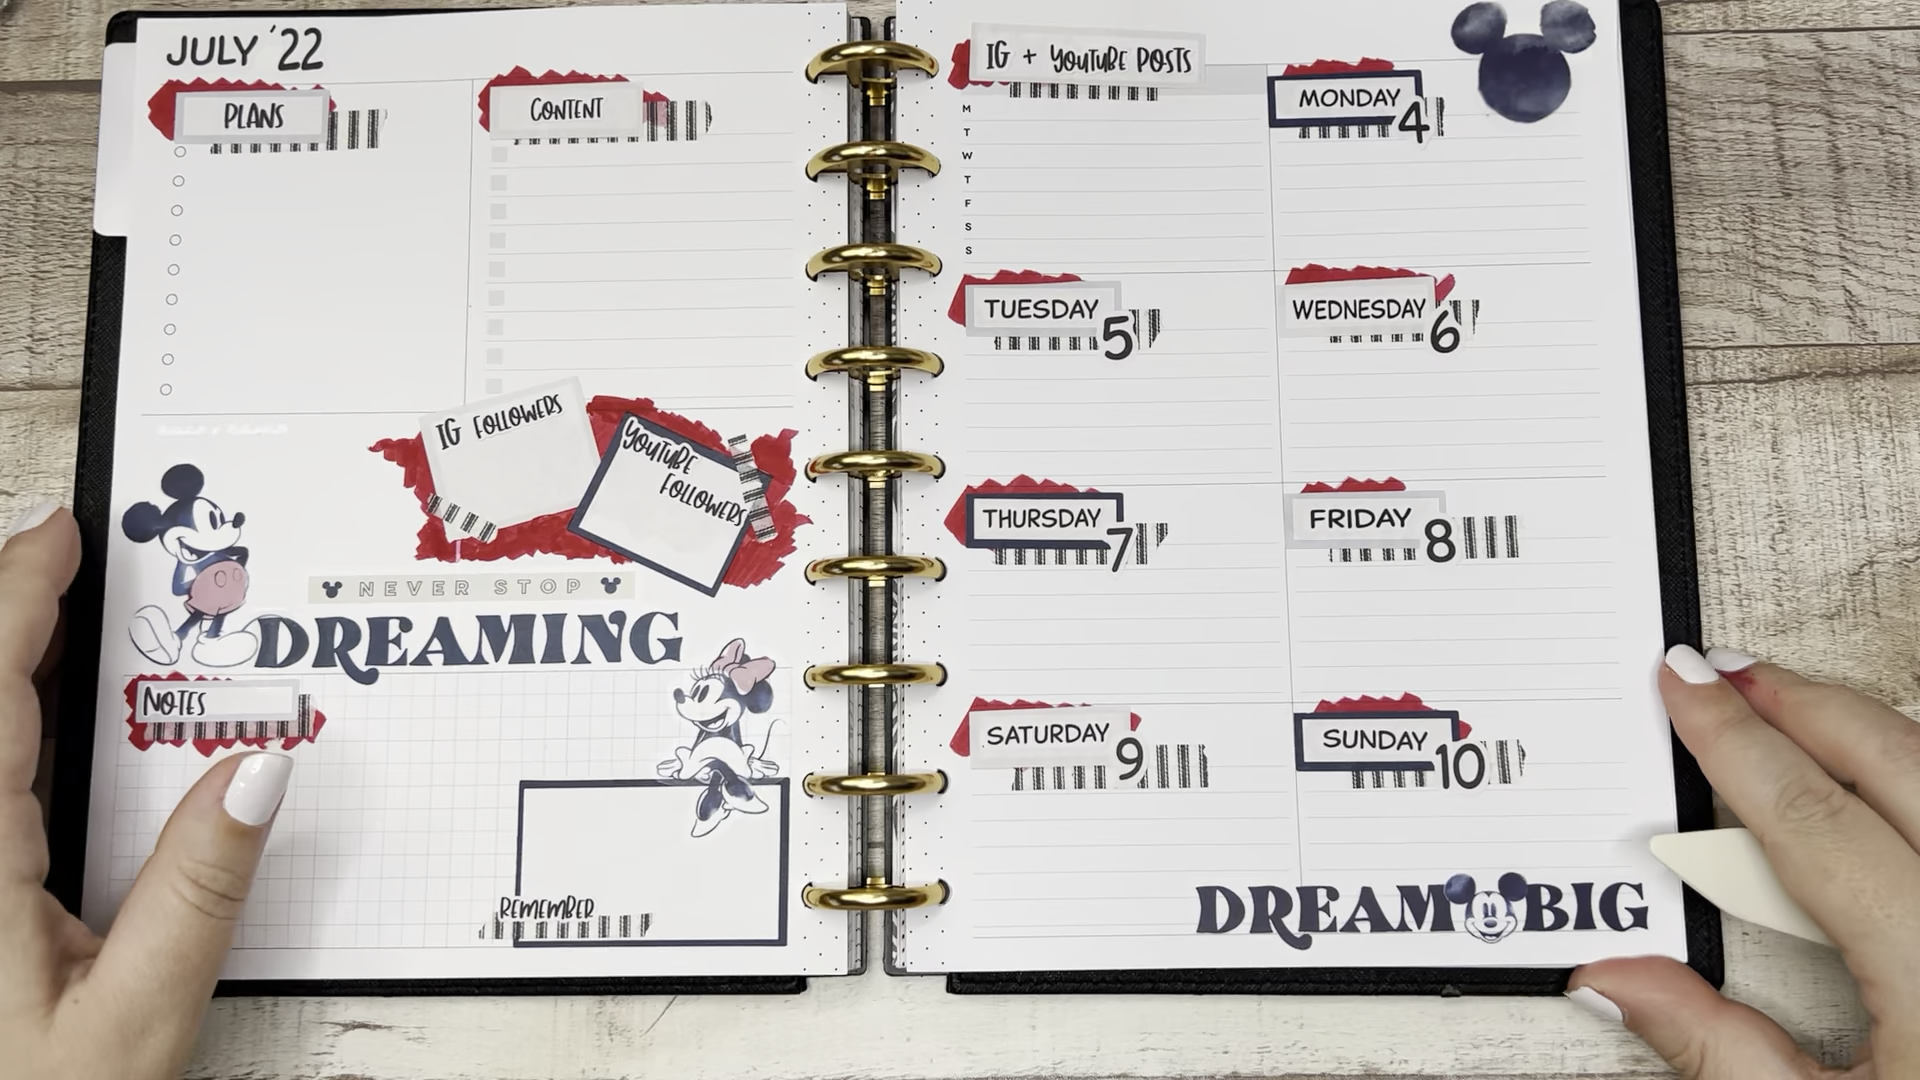 JULY '22
PLANS
CONTENT
IG FOLLOWERS
YOUTUBE
FOLLOWERS
NEVER STOP
DREAMING
NOTES
REMEMBER
IG + YOUTUBE POSTS
M
T
W
T
F
S
S
MONDAY
4
TUESDAY
5
WEDNESDAY
6
THURSDAY
7
FRIDAY
8
SATURDAY
9
SUNDAY
10
DREAM BIG